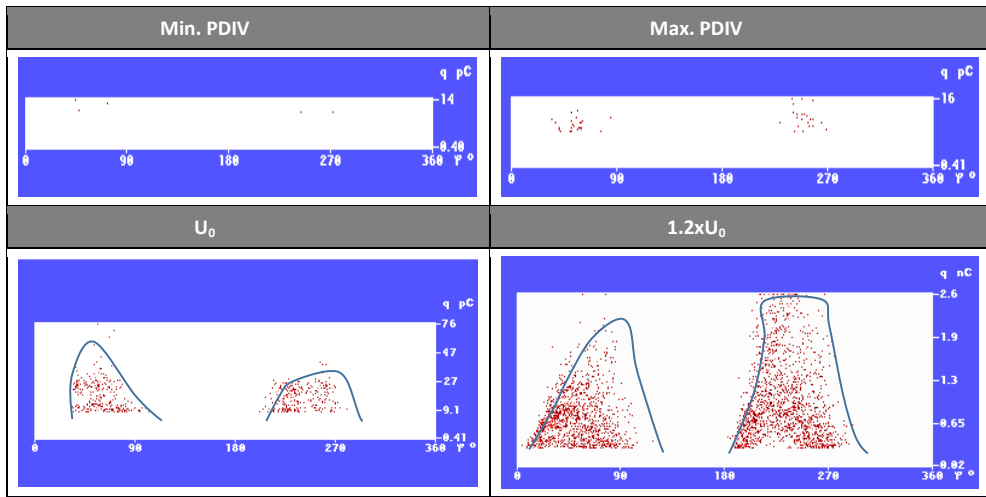 Min. PDIV
Max. PDIV
q pC
14
0.40
0 90 180 270 360 φ °
q pC
16
0.41
0 90 180 270 360 φ °
U₀
1.2xU₀
q pC
76
47
27
9.1
0.41
0 90 180 270 360 φ °
q nC
2.6
1.9
1.3
0.65
0.02
0 90 180 270 360 φ °